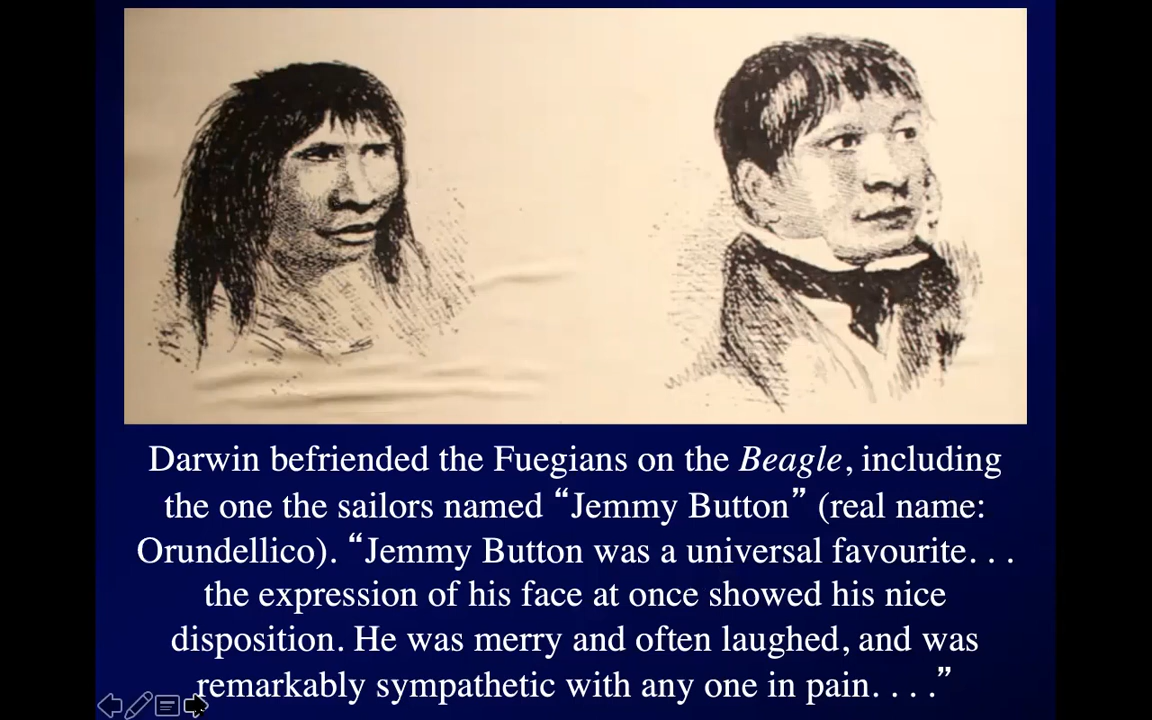 Darwin befriended the Fuegians on the Beagle, including
the one the sailors named “Jemmy Button” (real name:
Orundellico). “Jemmy Button was a universal favourite. . .
the expression of his face at once showed his nice
disposition. He was merry and often laughed, and was
remarkably sympathetic with any one in pain. . . .”